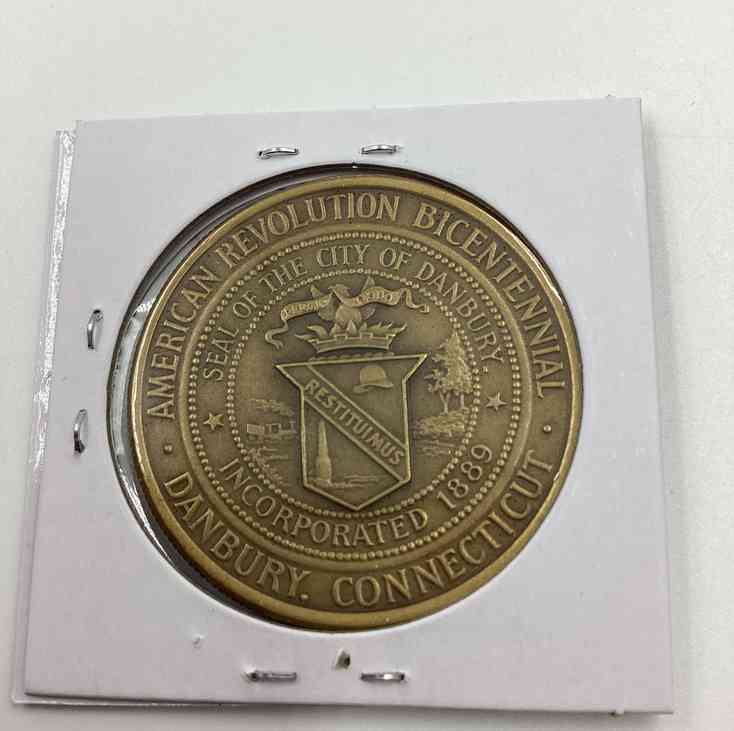 AMERICAN REVOLUTION BICENTENNIAL
DANBURY. CONNECTICUT
SEAL OF THE CITY OF DANBURY
INCORPORATED 1889
RESTITUIMUS